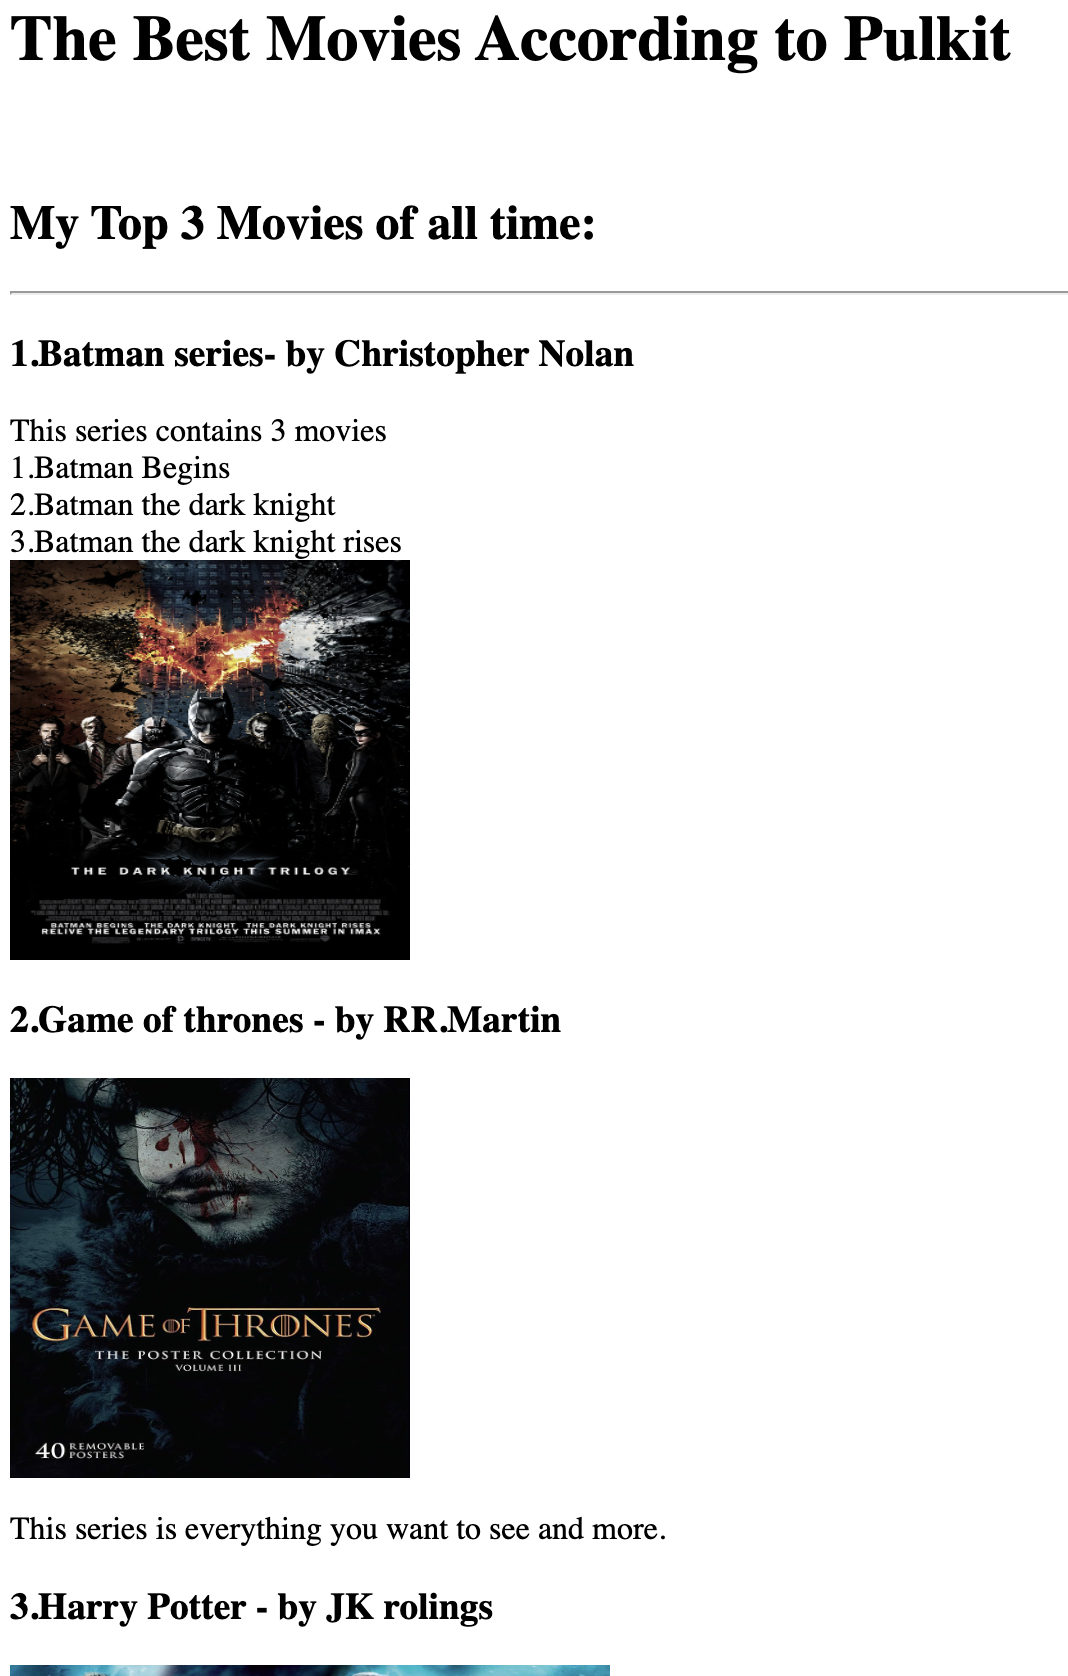 The Best Movies According to Pulkit
My Top 3 Movies of all time:
1.Batman series- by Christopher Nolan
This series contains 3 movies
1.Batman Begins
2.Batman the dark knight
3.Batman the dark knight rises
THE DARK KNIGHT TRILOGY
BATMAN BEGINS THE DARK KNIGHT THE DARK KNIGHT RISES
RELIVE THE LEGENDARY TRILOGY THIS SUMMER IN IMAX
2.Game of thrones - by RR.Martin
GAME OF THRONES
THE POSTER COLLECTION
VOLUME III
40 REMOVABLE
POSTERS
This series is everything you want to see and more.
3.Harry Potter - by JK rolings